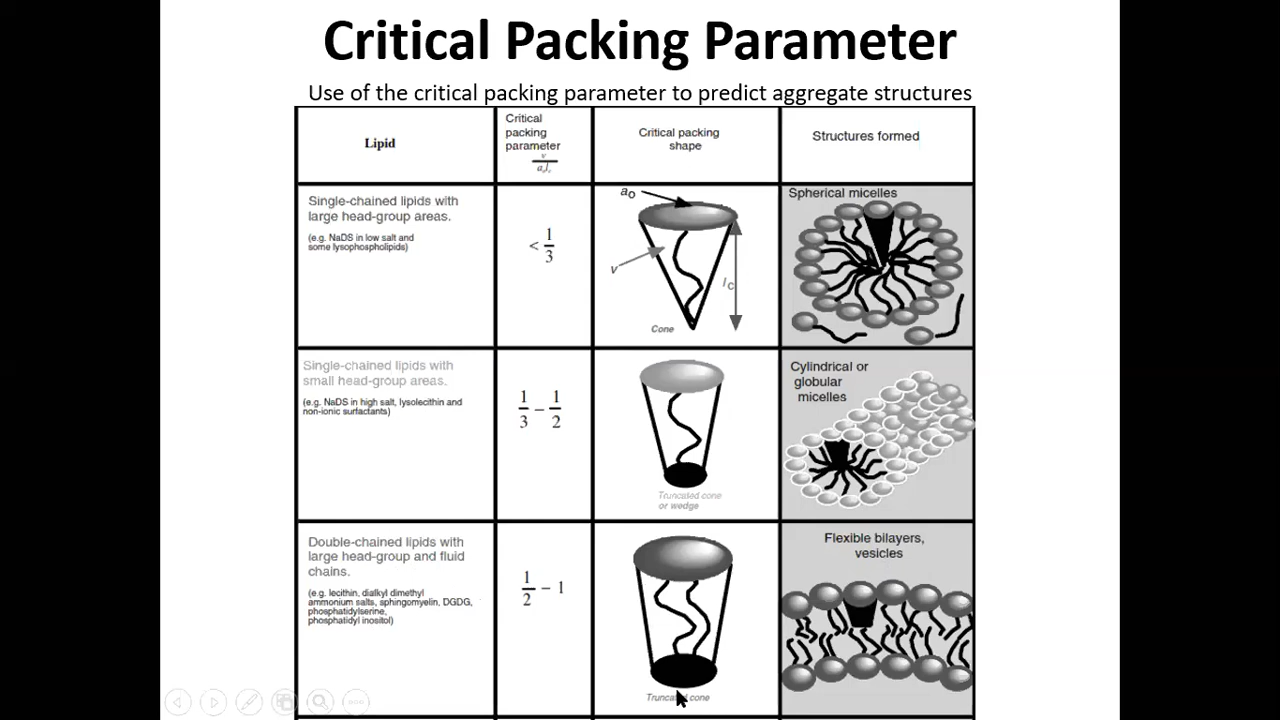 Critical Packing Parameter
Use of the critical packing parameter to predict aggregate structures
Lipid
Critical
packing
parameter
v
aₒl꜀
Critical packing
shape
Structures formed
Single-chained lipids with
large head-group areas.
(e.g. NaDS in low salt and
some lysophospholipids)
< 1/3
aₒ
v
l꜀
Cone
Spherical micelles
Single-chained lipids with
small head-group areas.
(e.g. NaDS in high salt, lysolecithin and
non-ionic surfactants)
1/3 – 1/2
Truncated cone
or wedge
Cylindrical or
globular
micelles
Double-chained lipids with
large head-group and fluid
chains.
(e.g. lecithin, dialkyl dimethyl
ammonium salts, sphingomyelin, DGDG,
phosphatidylserine,
phosphatidyl inositol)
1/2 – 1
Truncated cone
Flexible bilayers,
vesicles